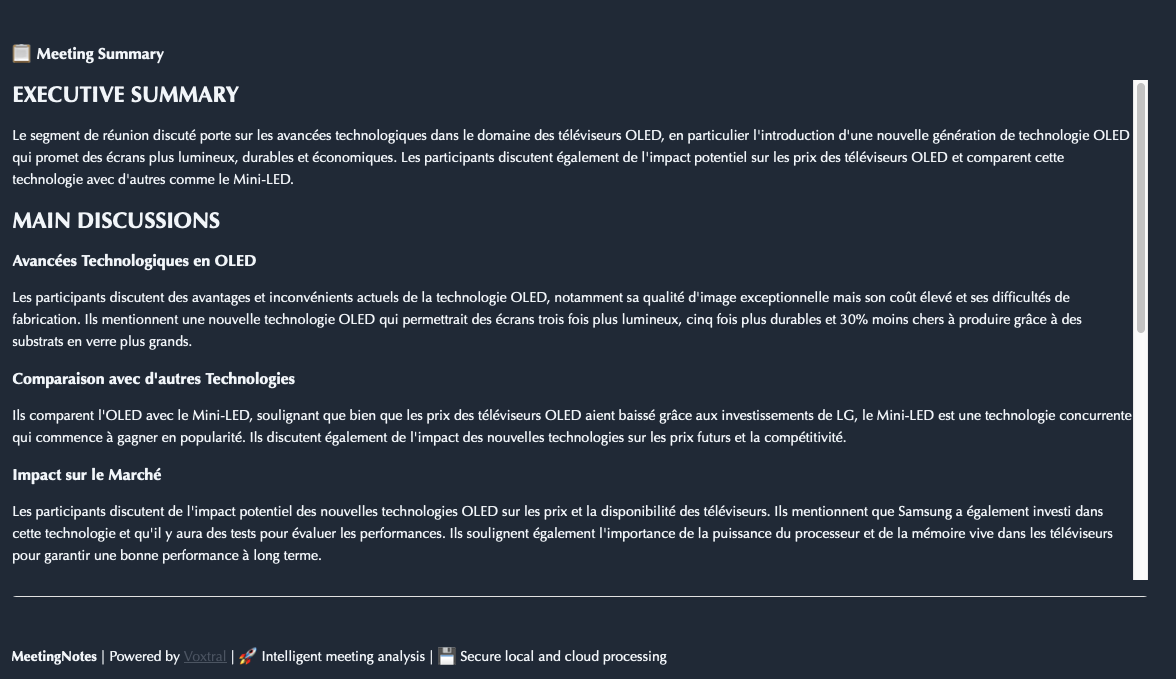 📋 Meeting Summary
EXECUTIVE SUMMARY
Le segment de réunion discuté porte sur les avancées technologiques dans le domaine des téléviseurs OLED, en particulier l'introduction d'une nouvelle génération de technologie OLED
qui promet des écrans plus lumineux, durables et économiques. Les participants discutent également de l'impact potentiel sur les prix des téléviseurs OLED et comparent cette
technologie avec d'autres comme le Mini-LED.
MAIN DISCUSSIONS
Avancées Technologiques en OLED
Les participants discutent des avantages et inconvénients actuels de la technologie OLED, notamment sa qualité d'image exceptionnelle mais son coût élevé et ses difficultés de
fabrication. Ils mentionnent une nouvelle technologie OLED qui permettrait des écrans trois fois plus lumineux, cinq fois plus durables et 30% moins chers à produire grâce à des
substrats en verre plus grands.
Comparaison avec d'autres Technologies
Ils comparent l'OLED avec le Mini-LED, soulignant que bien que les prix des téléviseurs OLED aient baissé grâce aux investissements de LG, le Mini-LED est une technologie concurrente
qui commence à gagner en popularité. Ils discutent également de l'impact des nouvelles technologies sur les prix futurs et la compétitivité.
Impact sur le Marché
Les participants discutent de l'impact potentiel des nouvelles technologies OLED sur les prix et la disponibilité des téléviseurs. Ils mentionnent que Samsung a également investi dans
cette technologie et qu'il y aura des tests pour évaluer les performances. Ils soulignent également l'importance de la puissance du processeur et de la mémoire vive dans les téléviseurs
pour garantir une bonne performance à long terme.
MeetingNotes | Powered by Voxtral | 🚀 Intelligent meeting analysis | 💾 Secure local and cloud processing